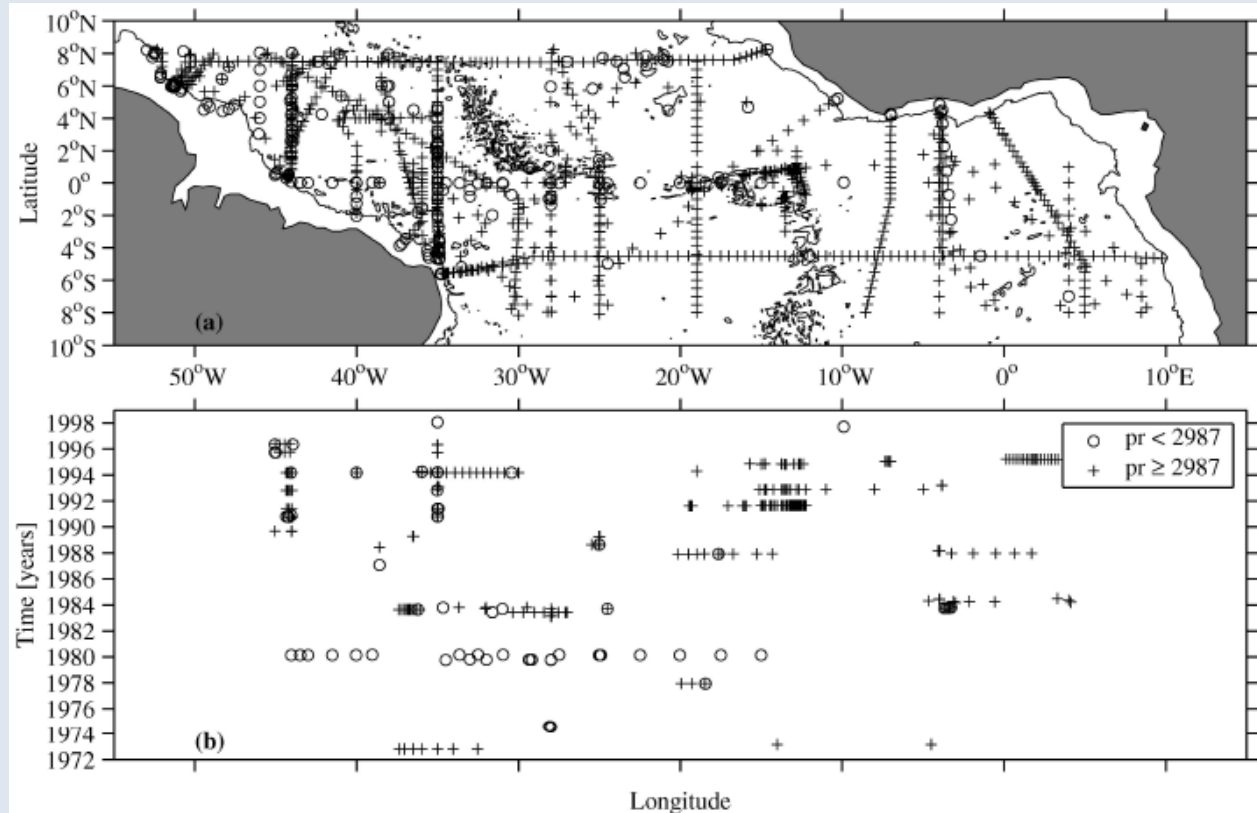 10°N
8°N
6°N
4°N
2°N
0°
2°S
4°S
6°S
8°S
10°S
Latitude
(a)
50°W
40°W
30°W
20°W
10°W
0°
10°E
1998
1996
1994
1992
1990
1988
1986
1984
1982
1980
1978
1976
1974
1972
Time [years]
pr < 2987
pr ≥ 2987
(b)
Longitude